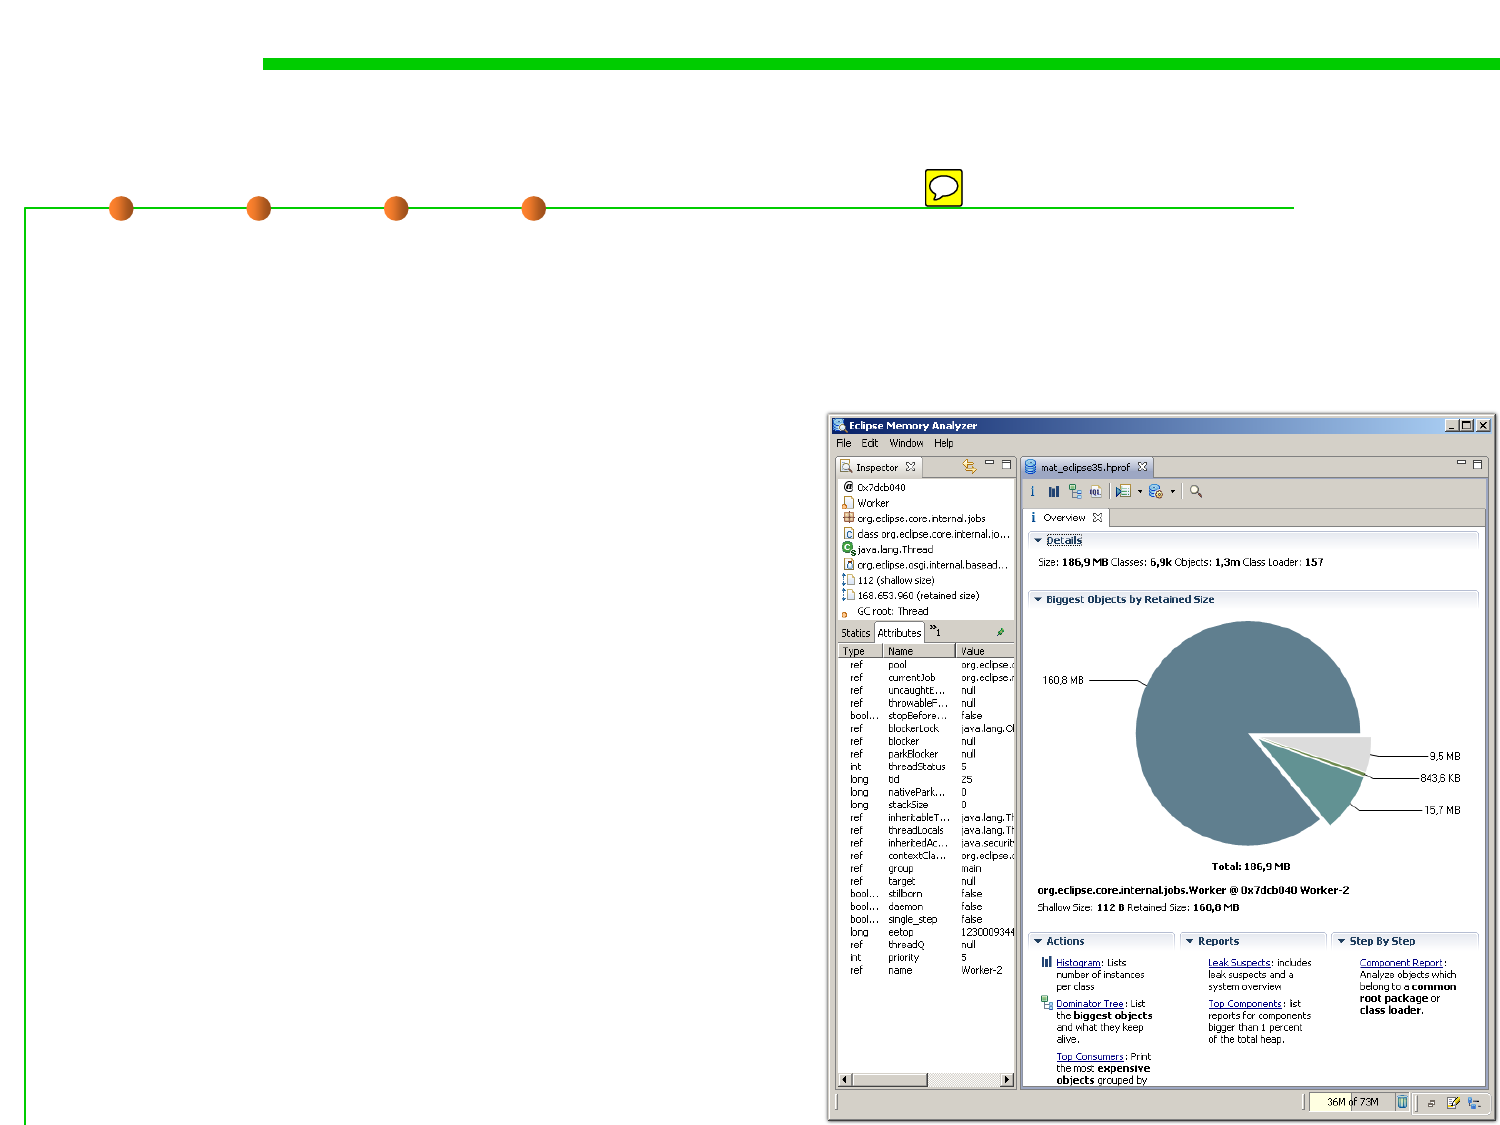 Eclipse Memory Analyzer
File Edit Window Help
Inspector
@ 0x7dcb040
Worker
org.eclipse.core.internal.jobs
class org.eclipse.core.internal.jo...
java.lang.Thread
org.eclipse.osgi.internal.basead...
112 (shallow size)
168.653.960 (retained size)
GC root: Thread
Statics Attributes »1
Type Name Value
ref pool org.eclipse.
ref currentJob org.eclipse.
ref uncaughtE... null
ref throwableF... null
bool... stopBefore... false
ref blockerLock java.lang.Ob
ref blocker null
ref parkBlocker null
int threadStatus 5
long tid 25
long nativePark... 0
long stackSize 0
ref inheritableT... java.lang.Th
ref threadLocals java.lang.Th
ref inheritedAc... java.security
ref contextCla... org.eclipse.
ref group main
ref target null
bool... stillborn false
bool... daemon false
bool... single_step false
long eetop 1230009344
ref threadQ null
int priority 5
ref name Worker-2
mat_eclipse35.hprof
i OQL
i Overview
Details
Size: 186,9 MB Classes: 6,9k Objects: 1,3m Class Loader: 157
Biggest Objects by Retained Size
160,8 MB
9,5 MB
843,6 KB
15,7 MB
Total: 186,9 MB
org.eclipse.core.internal.jobs.Worker @ 0x7dcb040 Worker-2
Shallow Size: 112 B Retained Size: 160,8 MB
Actions
Histogram: Lists
number of instances
per class
Dominator Tree: List
the biggest objects
and what they keep
alive.
Top Consumers: Print
the most expensive
objects grouped by
Reports
Leak Suspects: includes
leak suspects and a
system overview
Top Components: list
reports for components
bigger than 1 percent
of the total heap.
Step By Step
Component Report:
Analyze objects which
belong to a common
root package or
class loader.
36M of 73M